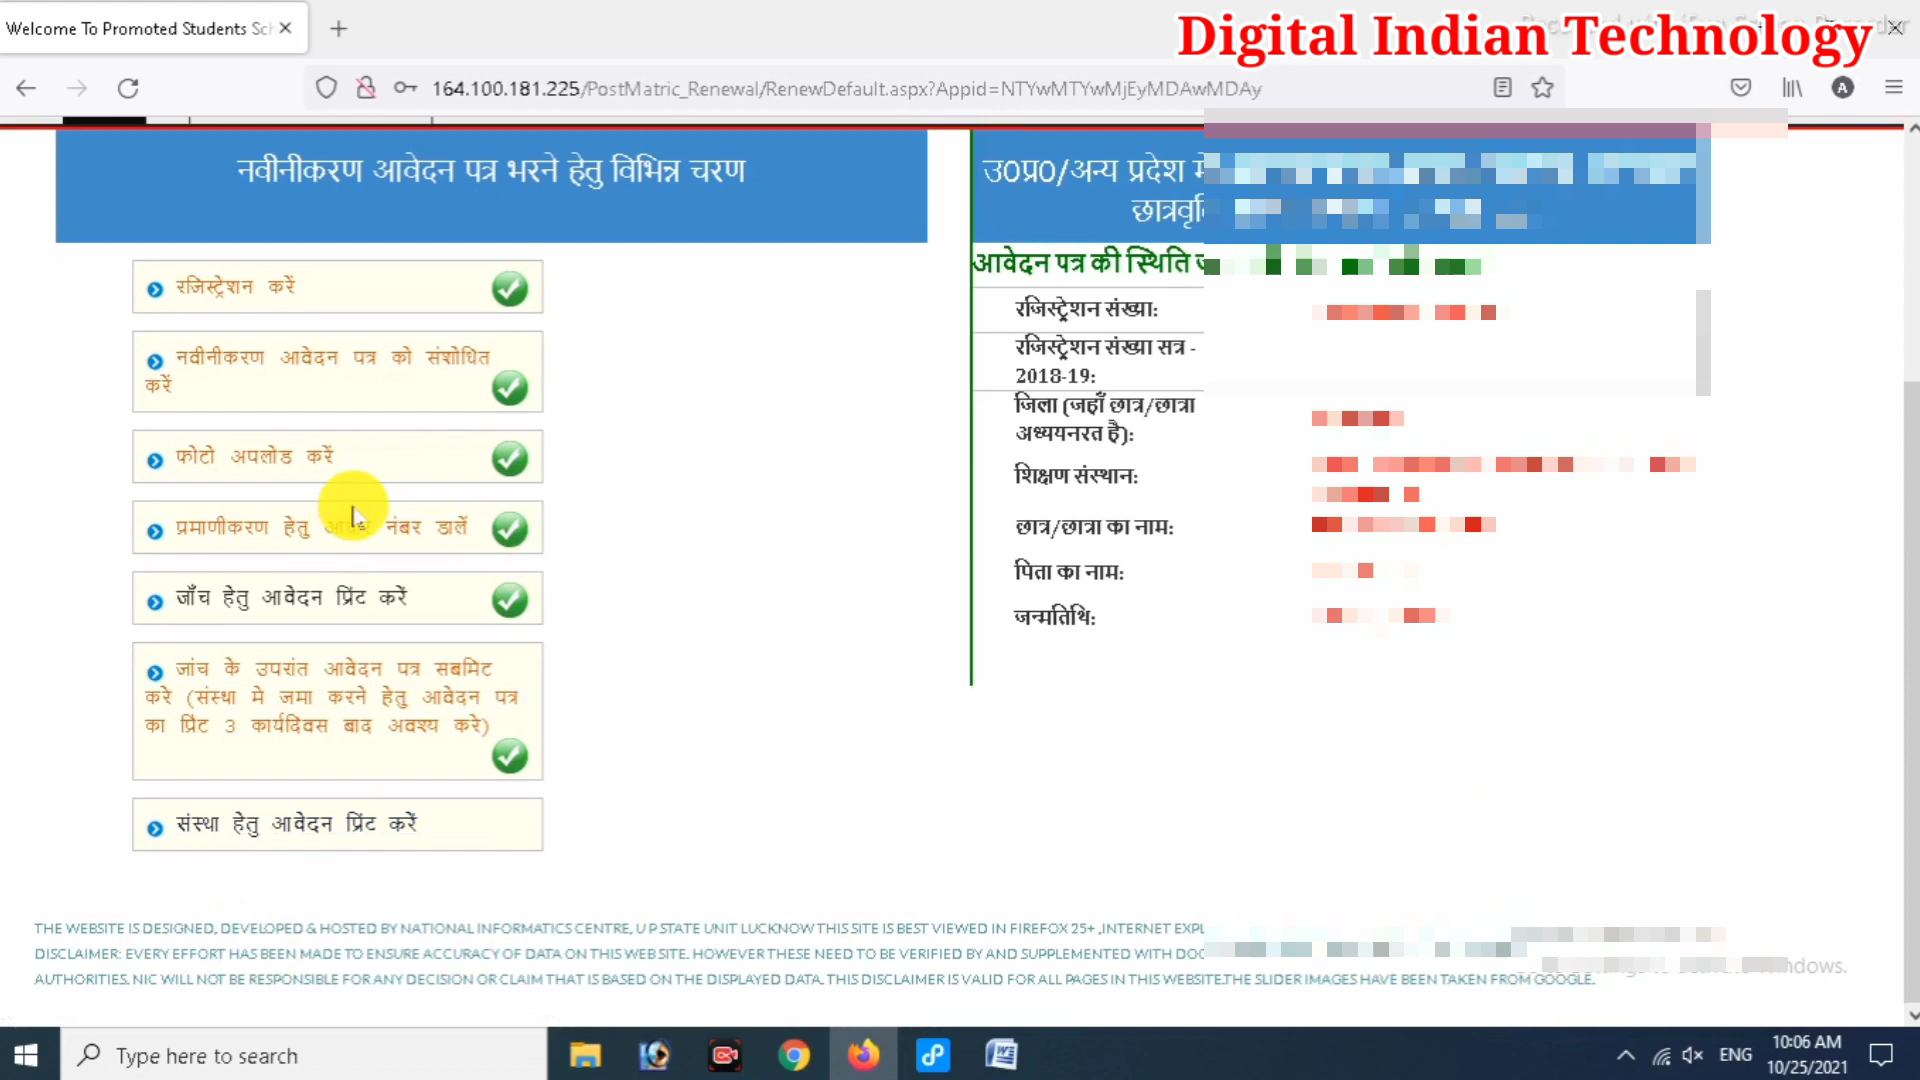 Welcome To Promoted Students Sch
Digital Indian Technology
164.100.181.225/PostMatric_Renewal/RenewDefault.aspx?Appid=NTYwMTYwMjEyMDAwMDAy
नवीनीकरण आवेदन पत्र भरने हेतु विभिन्न चरण
रजिस्ट्रेशन करें
नवीनीकरण आवेदन पत्र को संशोधित
करें
फोटो अपलोड करें
प्रमाणीकरण हेतु आधार नंबर डालें
जाँच हेतु आवेदन प्रिंट करें
जांच के उपरांत आवेदन पत्र सबमिट
करे (संस्था मे जमा करने हेतु आवेदन पत्र
का प्रिंट 3 कार्यदिवस बाद अवश्य करे)
संस्था हेतु आवेदन प्रिंट करें
उ0प्र0/अन्य प्रदेश
आवेदन पत्र की स्थिति
रजिस्ट्रेशन संख्या:
रजिस्ट्रेशन संख्या सत्र -
2018-19:
जिला (जहाँ छात्र/छात्रा
अध्ययनरत है):
शिक्षण संस्थान:
छात्र/छात्रा का नाम:
पिता का नाम:
जन्मतिथि:
THE WEBSITE IS DESIGNED, DEVELOPED & HOSTED BY NATIONAL INFORMATICS CENTRE, U P STATE UNIT LUCKNOW THIS SITE IS BEST VIEWED IN FIREFOX 25+ ,INTERNET
DISCLAIMER: EVERY EFFORT HAS BEEN MADE TO ENSURE ACCURACY OF DATA ON THIS WEB SITE. HOWEVER THESE NEED TO BE VERIFIED BY AND SUPPLEMENTED WITH
AUTHORITIES. NIC WILL NOT BE RESPONSIBLE FOR ANY DECISION OR CLAIM THAT IS BASED ON THE DISPLAYED DATA. THIS DISCLAIMER IS VALID FOR ALL PAGES IN THIS WEBSITE.THE SLIDER IMAGES HAVE BEEN TAKEN FROM GOOGLE.
Windows.
Type here to search
ENG
10:06 AM
10/25/2021